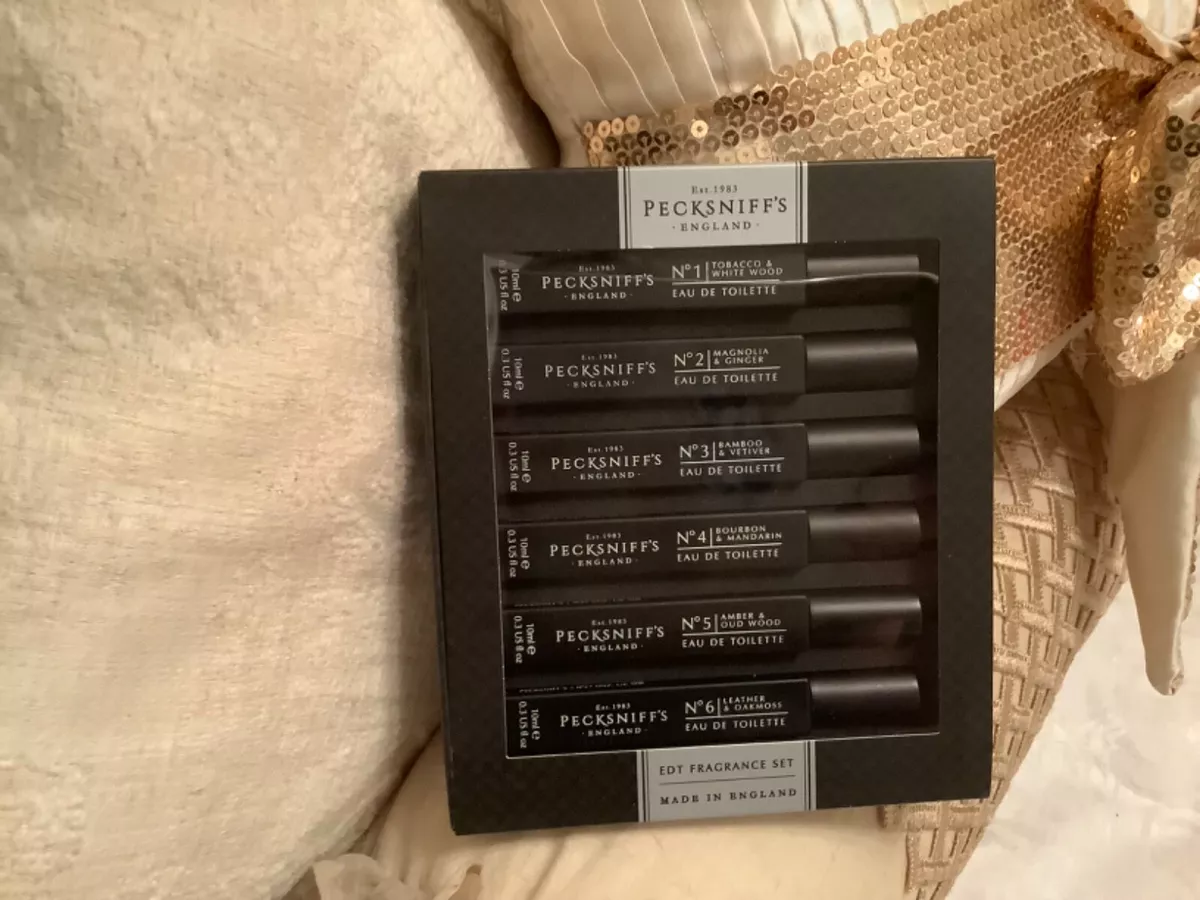 Est.1983
PECKSNIFF'S
· ENGLAND ·
10ml e
0.3 US fl oz
Est.1983
PECKSNIFF'S
· ENGLAND ·
Nº1 TOBACCO &
WHITE WOOD
EAU DE TOILETTE
10ml e
0.3 US fl oz
Est.1983
PECKSNIFF'S
· ENGLAND ·
Nº2 MAGNOLIA
& GINGER
EAU DE TOILETTE
10ml e
0.3 US fl oz
Est.1983
PECKSNIFF'S
· ENGLAND ·
Nº3 BAMBOO
& VETIVER
EAU DE TOILETTE
10ml e
0.3 US fl oz
Est.1983
PECKSNIFF'S
· ENGLAND ·
Nº4 BOURBON
& MANDARIN
EAU DE TOILETTE
10ml e
0.3 US fl oz
Est.1983
PECKSNIFF'S
· ENGLAND ·
Nº5 AMBER &
OUD WOOD
EAU DE TOILETTE
10ml e
0.3 US fl oz
Est.1983
PECKSNIFF'S
· ENGLAND ·
Nº6 LEATHER
& OAKMOSS
EAU DE TOILETTE
EDT FRAGRANCE SET
MADE IN ENGLAND